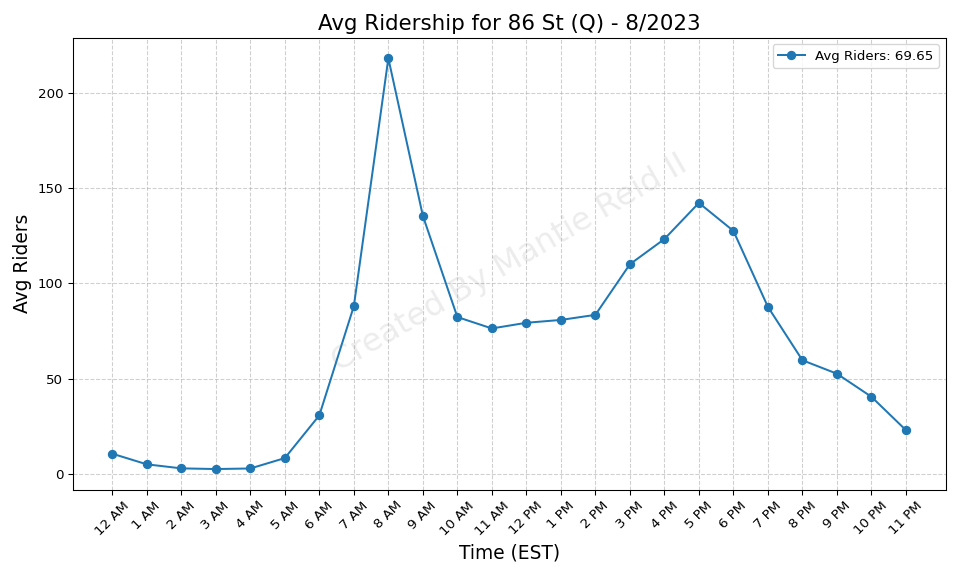 Avg Ridership for 86 St (Q) - 8/2023
Avg Riders: 69.65
Avg Riders
200
150
100
50
0
Created By Mantle Reid II
12 AM
1 AM
2 AM
3 AM
4 AM
5 AM
6 AM
7 AM
8 AM
9 AM
10 AM
11 AM
12 PM
1 PM
2 PM
3 PM
4 PM
5 PM
6 PM
7 PM
8 PM
9 PM
10 PM
11 PM
Time (EST)